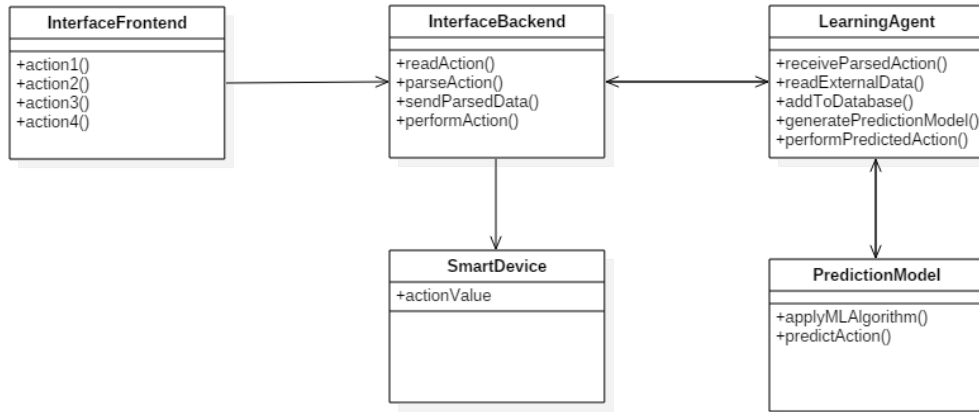 InterfaceFrontend
+action1()
+action2()
+action3()
+action4()
InterfaceBackend
+readAction()
+parseAction()
+sendParsedData()
+performAction()
LearningAgent
+receiveParsedAction()
+readExternalData()
+addToDatabase()
+generatePredictionModel()
+performPredictedAction()
SmartDevice
+actionValue
PredictionModel
+applyMLAlgorithm()
+predictAction()